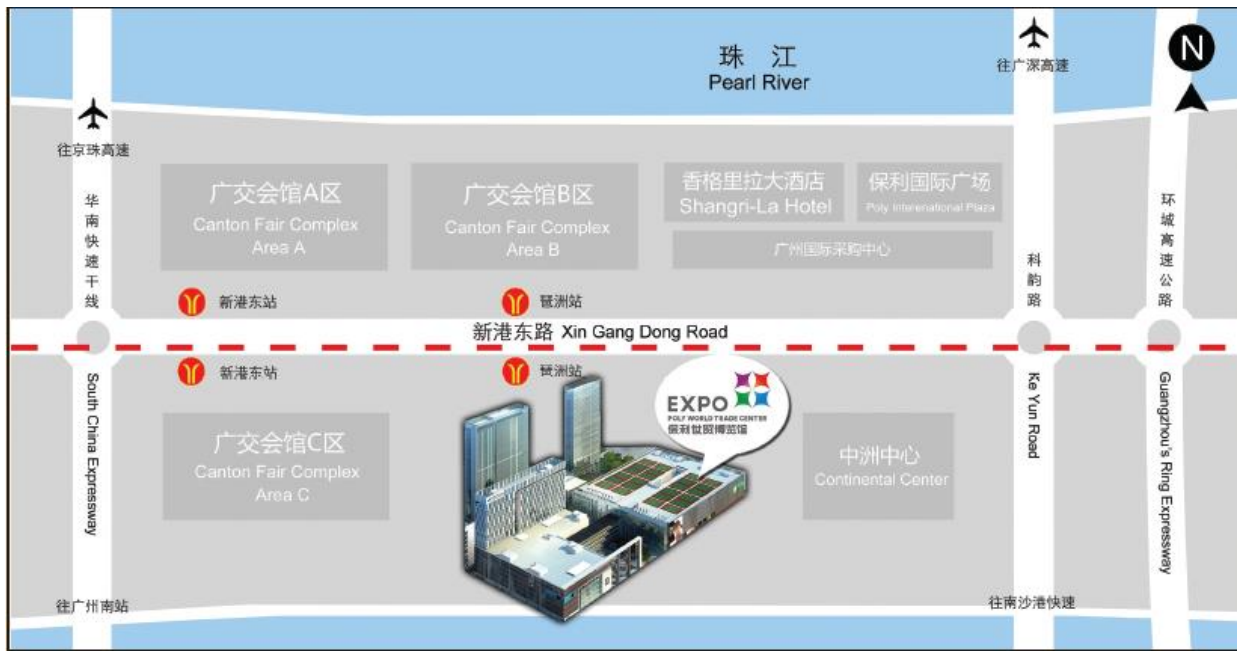 珠 江
Pearl River
N
往广深高速
往京珠高速
华南快速干线
广交会馆A区
Canton Fair Complex
Area A
广交会馆B区
Canton Fair Complex
Area B
香格里拉大酒店
Shangri-La Hotel
保利国际广场
Poly Interenational Plaza
广州国际采购中心
科韵路
环城高速公路
新港东站
琶洲站
新港东路 Xin Gang Dong Road
新港东站
琶洲站
South China Expressway
EXPO
POLY WORLD TRADE CENTER
保利世贸博览馆
Ke Yun Road
Guangzhou's Ring Expressway
广交会馆C区
Canton Fair Complex
Area C
中洲中心
Continental Center
往广州南站
往南沙港快速